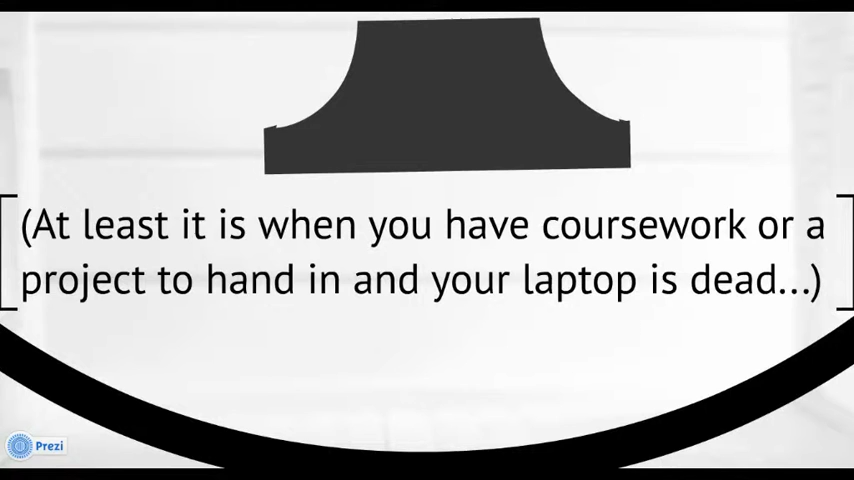 (At least it is when you have coursework or a
project to hand in and your laptop is dead...)
Prezi